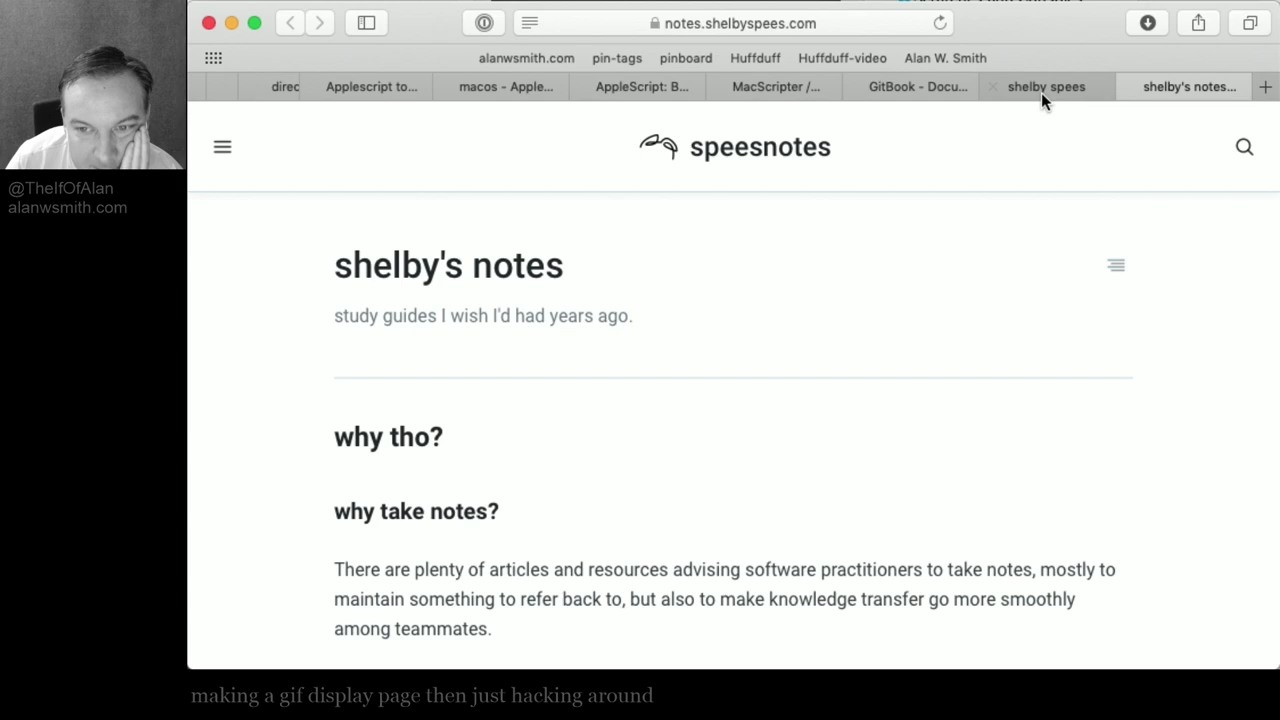 @TheIfOfAlan
alanwsmith.com
notes.shelbyspees.com
alanwsmith.com pin-tags pinboard Huffduff Huffduff-video Alan W. Smith
direc Applescript to... macos - Apple... AppleScript: B... MacScripter /... GitBook - Docu... shelby spees shelby's notes...
speesnotes
shelby's notes
study guides I wish I'd had years ago.
why tho?
why take notes?
There are plenty of articles and resources advising software practitioners to take notes, mostly to
maintain something to refer back to, but also to make knowledge transfer go more smoothly
among teammates.
making a gif display page then just hacking around